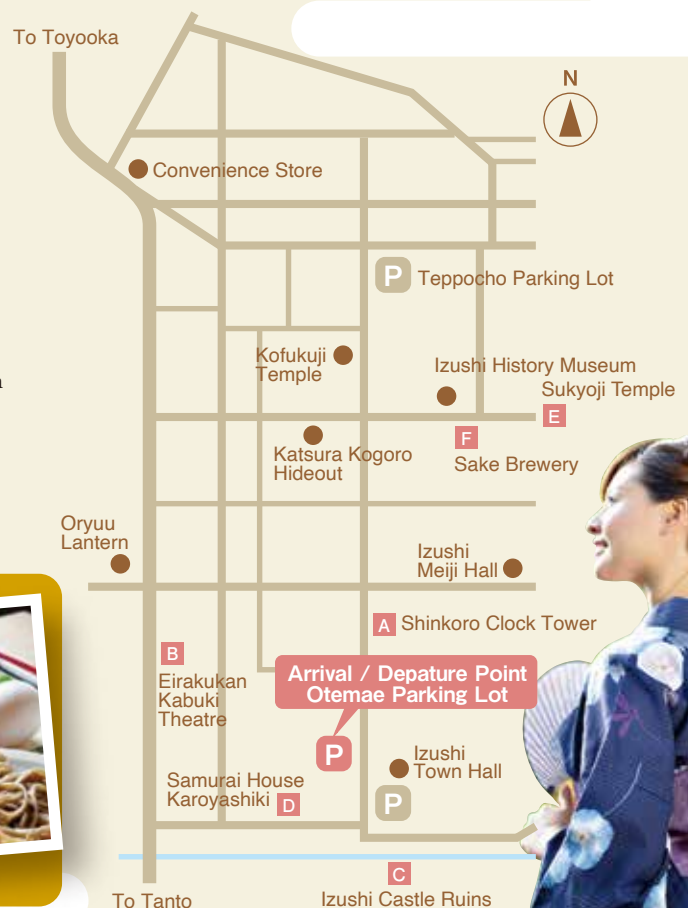 To Toyooka
N
Convenience Store
P
Teppocho Parking Lot
Kofukuji
Temple
Izushi History Museum
Sukyoji Temple
E
F
Katsura Kogoro
Hideout
Sake Brewery
Oryuu
Lantern
Izushi
Meiji Hall
A Shinkoro Clock Tower
B
Eirakukan
Kabuki
Theatre
Arrival / Depature Point
Otemae Parking Lot
P
Izushi
Town Hall
P
Samurai House
Karoyashiki D
C
To Tanto
Izushi Castle Ruins